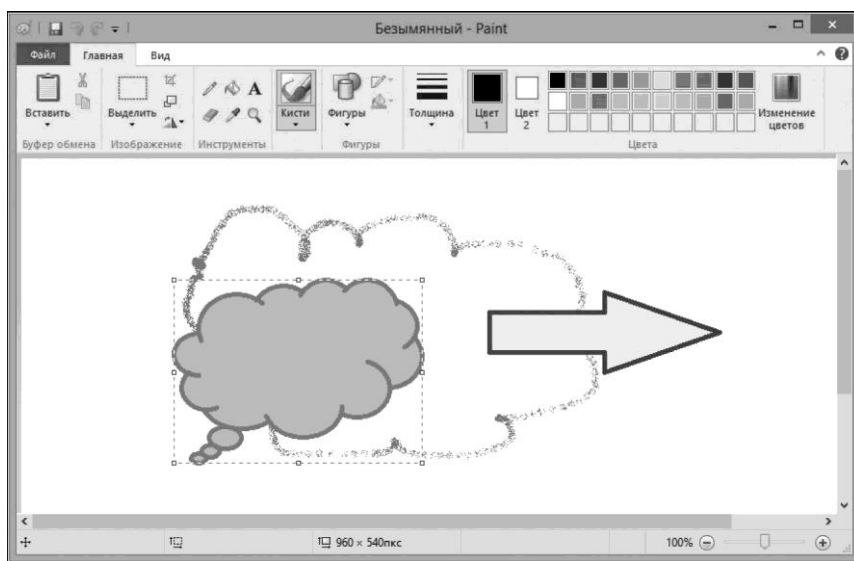 Безымянный - Paint
Файл Главная Вид
Вставить
Выделить
A
Кисти
Фигуры
Толщина
Цвет
1
Цвет
2
Изменение
цветов
Буфер обмена Изображение Инструменты Фигуры Цвета
960 × 540пкс 100%